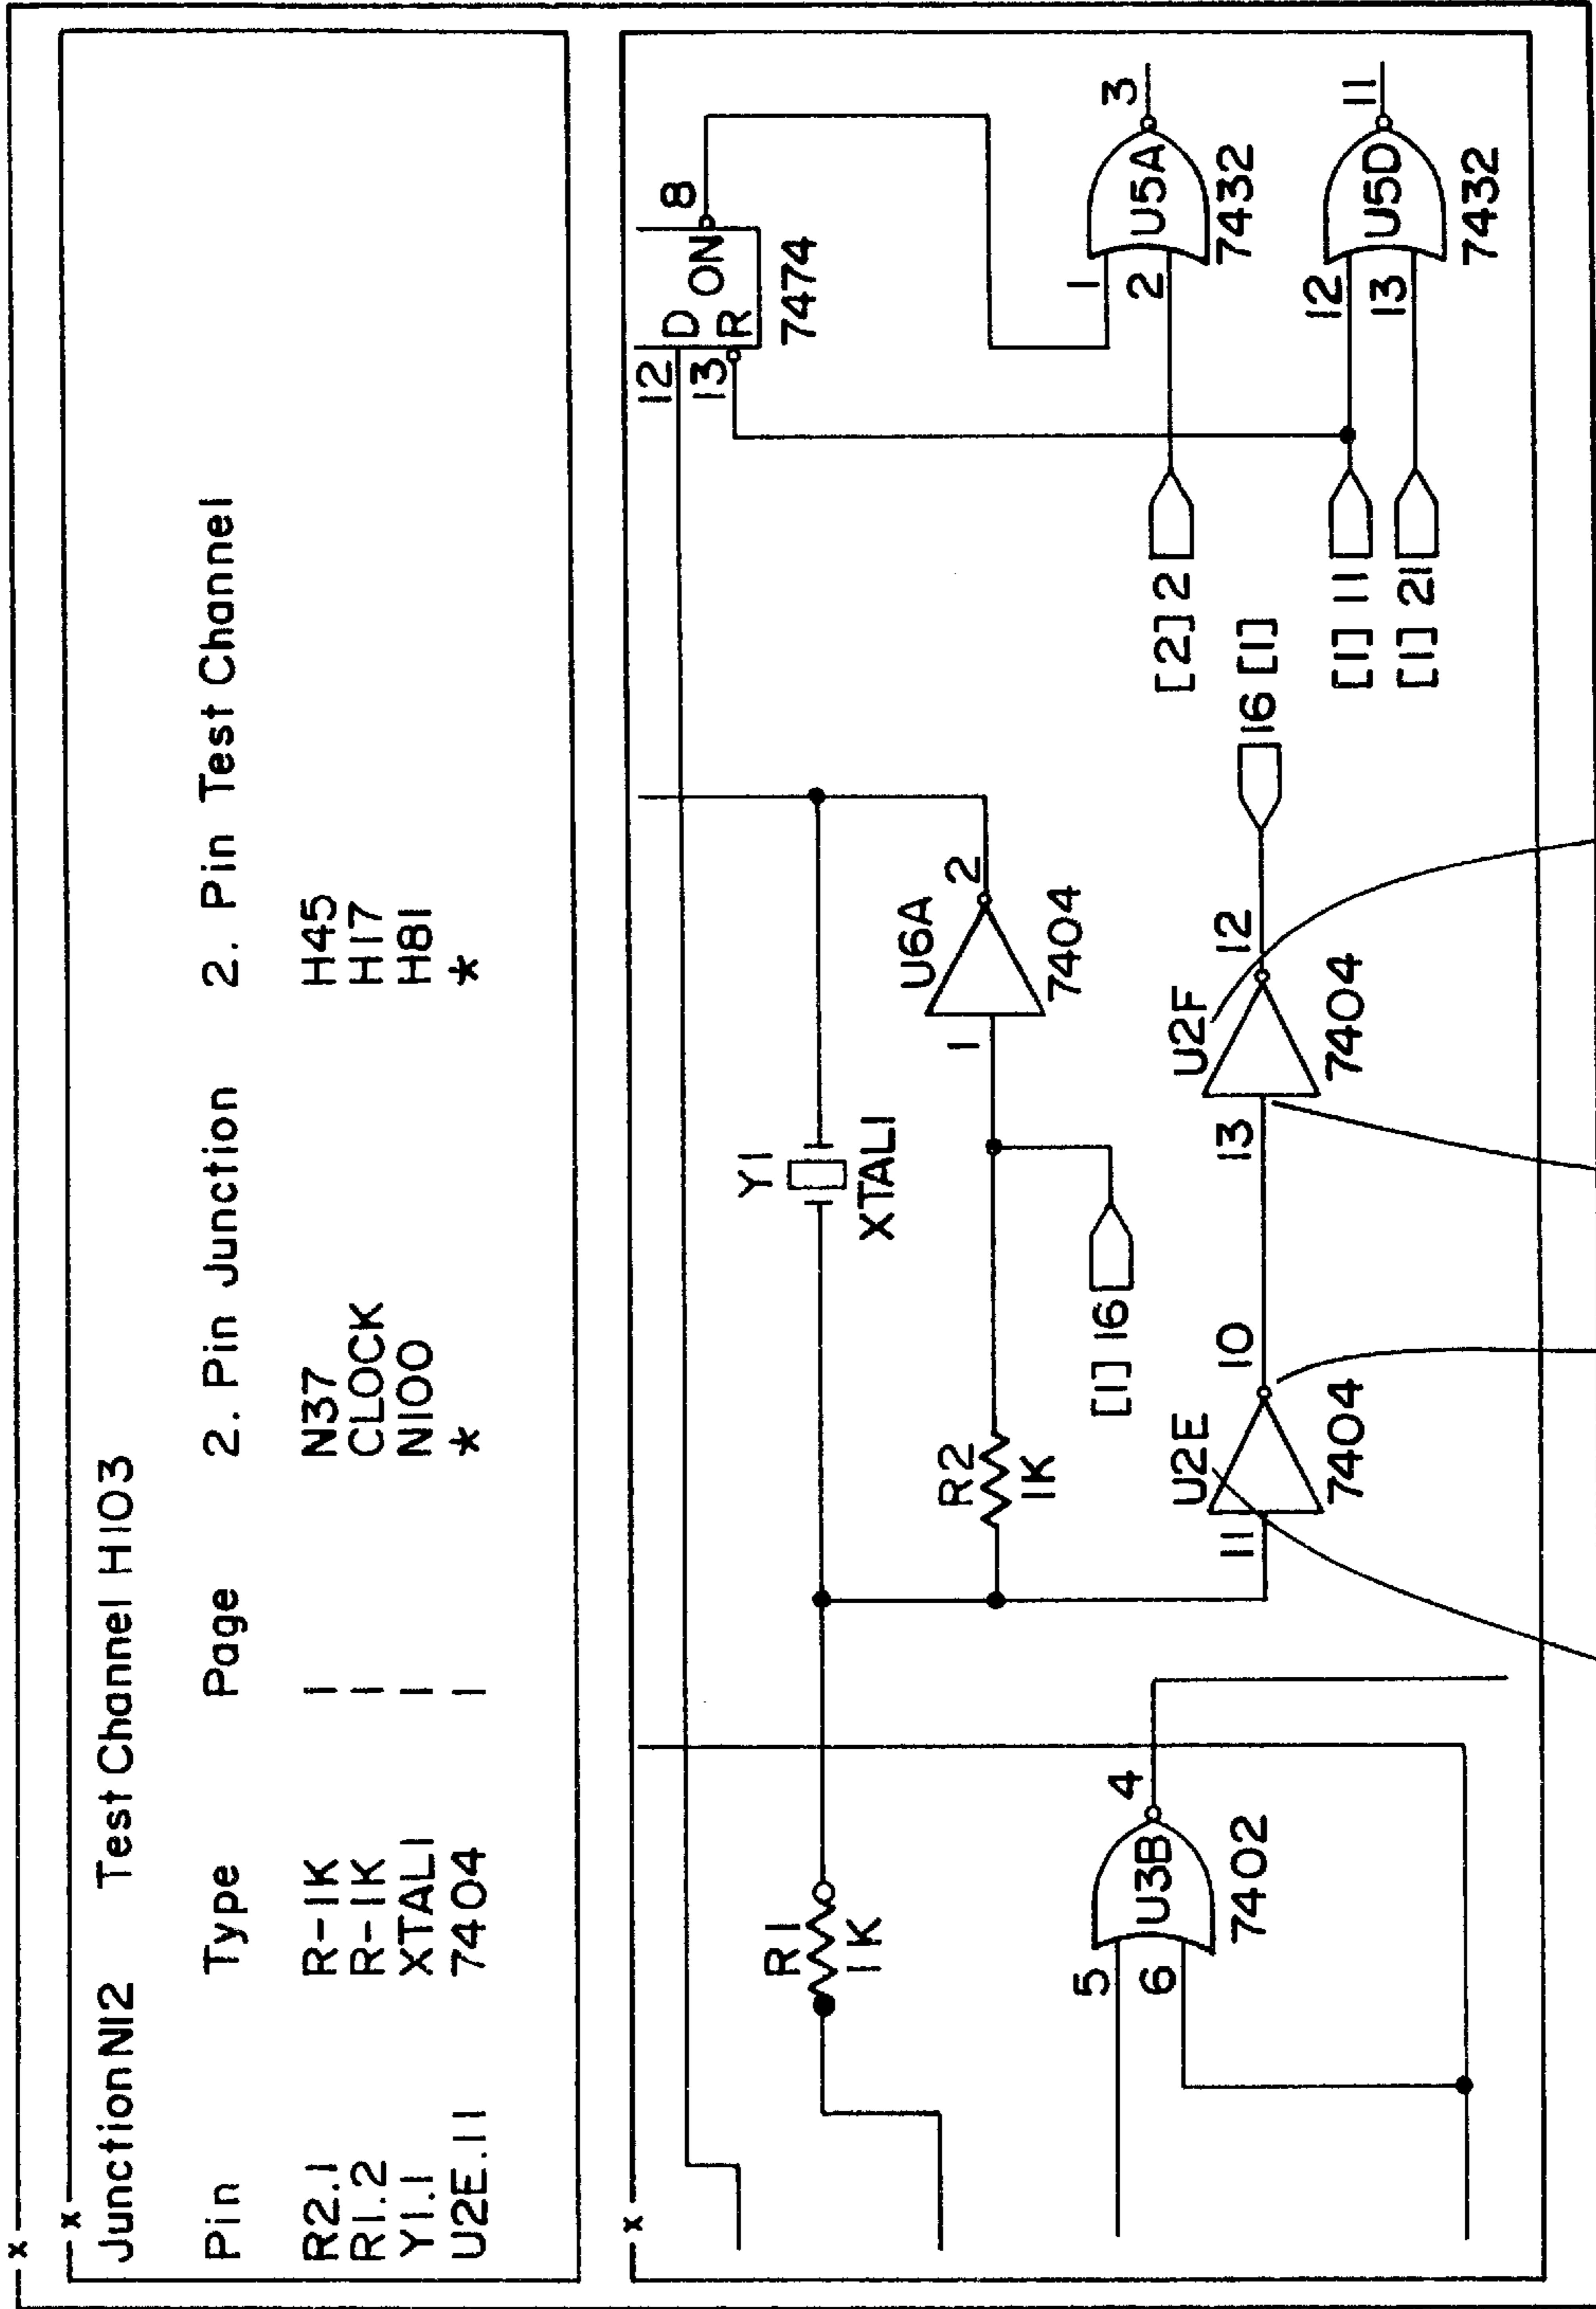 x
x
Junction N12 Test Channel H103
Pin Type Page 2. Pin Junction 2. Pin Test Channel
R2.1 R-1K 1 N37 H45
R1.2 R-1K 1 CLOCK H17
Y1.1 XTAL1 1 N100 H81
U2E.11 7404 1 * *
x
12 D
13 R QN 8
7474
R1
1K
Y1
XTAL1
R2
1K
[1] 16
1 U6A 2
7404
5
6 U3B 4
7402
11 U2E 10
7404
13 U2F 12
7404
16 [1]
[2] 2
1
2 U5A 3
7432
[1] 11
[1] 21
12
13 U5D 11
7432